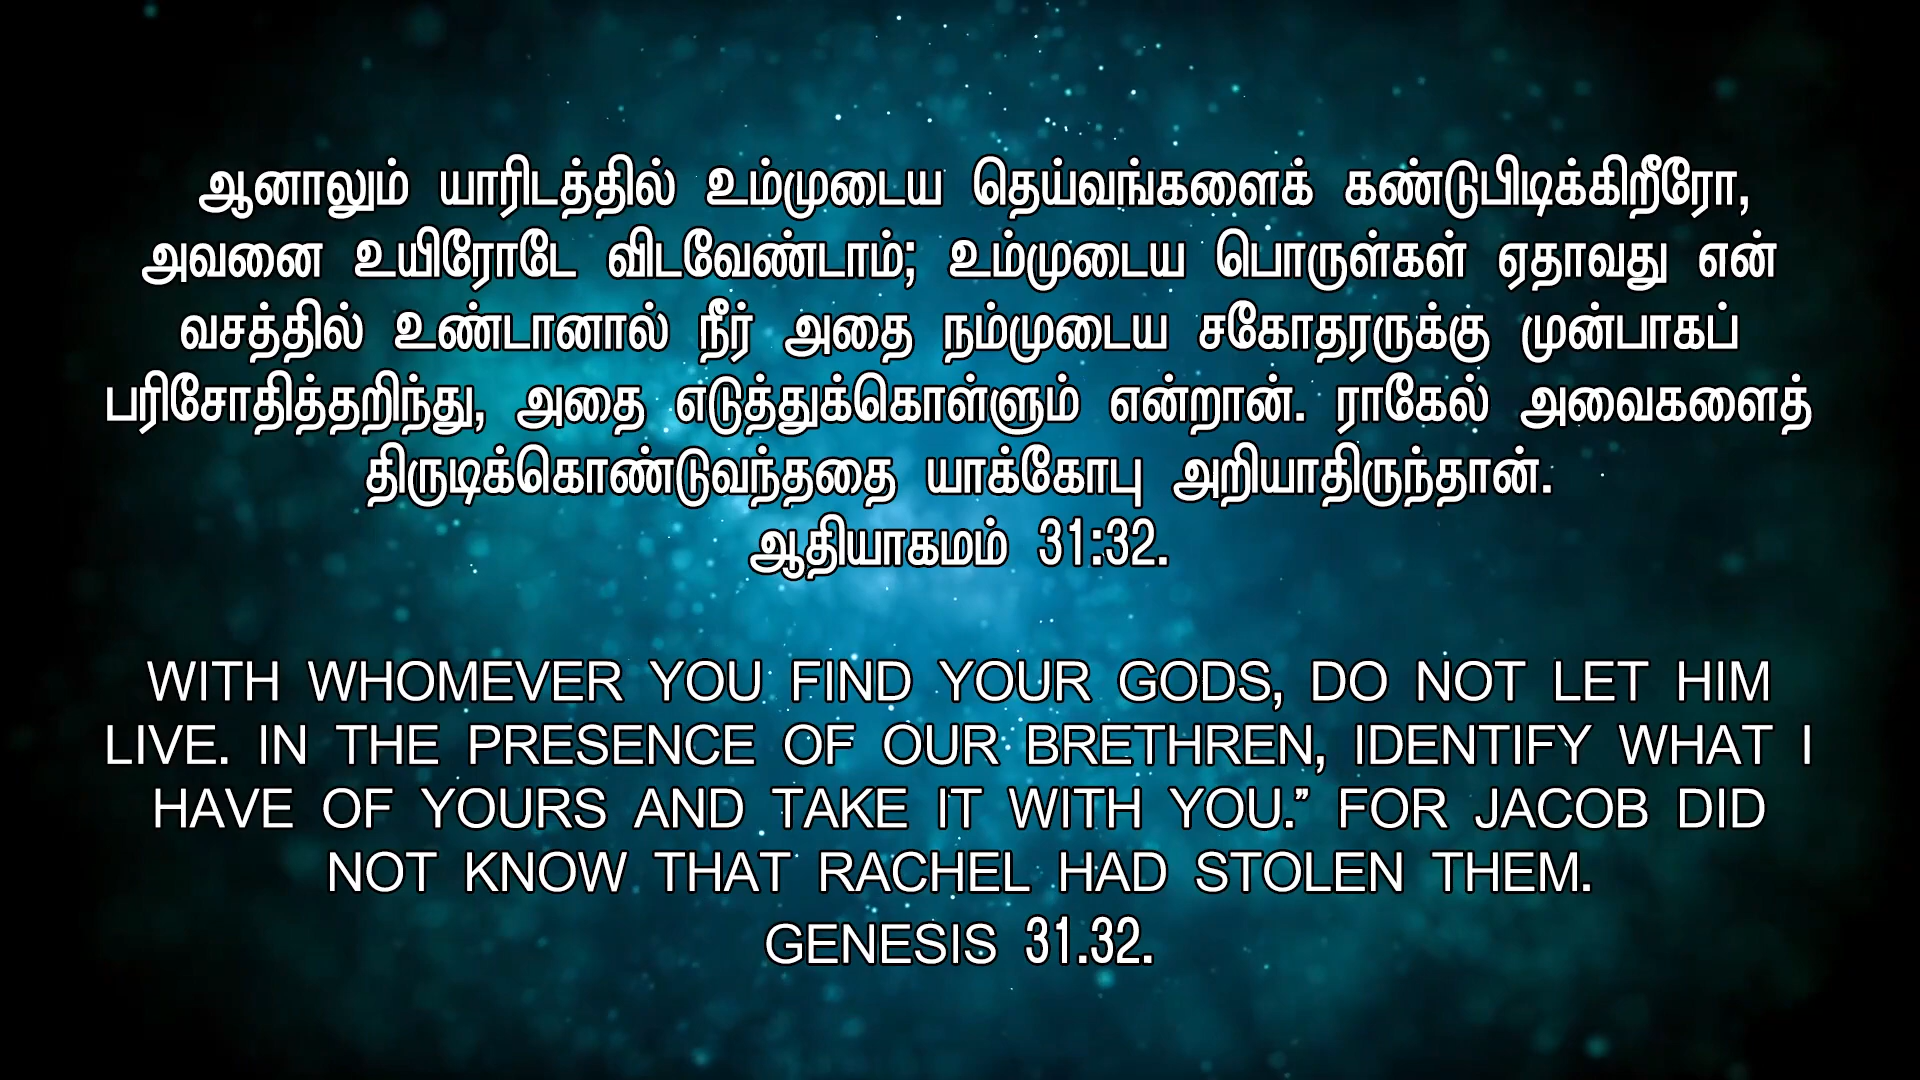 ஆனாலும் யாரிடத்தில் உம்முடைய தெய்வங்களைக் கண்டுபிடிக்கிறீரோ,
அவனை உயிரோடே விடவேண்டாம்; உம்முடைய பொருள்கள் ஏதாவது என்
வசத்தில் உண்டானால் நீர் அதை நம்முடைய சகோதரருக்கு முன்பாகப்
பரிசோதித்தறிந்து, அதை எடுத்துக்கொள்ளும் என்றான். ராகேல் அவைகளைத்
திருடிக்கொண்டுவந்ததை யாக்கோபு அறியாதிருந்தான்.
ஆதியாகமம் 31:32.
WITH WHOMEVER YOU FIND YOUR GODS, DO NOT LET HIM
LIVE. IN THE PRESENCE OF OUR BRETHREN, IDENTIFY WHAT I
HAVE OF YOURS AND TAKE IT WITH YOU.” FOR JACOB DID
NOT KNOW THAT RACHEL HAD STOLEN THEM.
GENESIS 31.32.